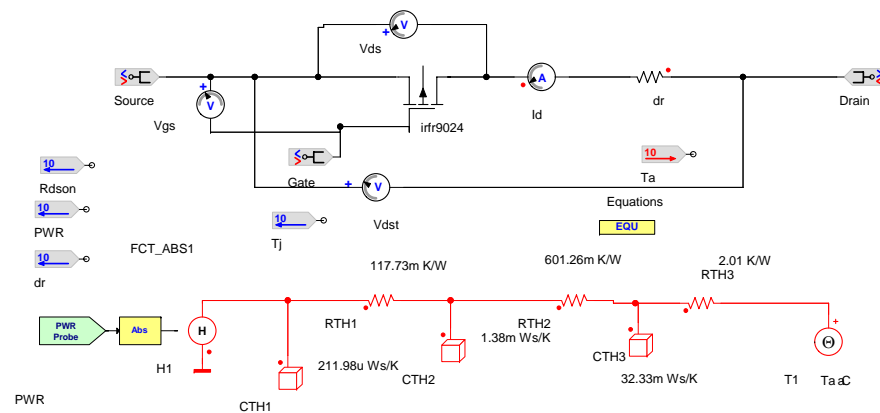 V
Vds
Source
V
Vgs
irfr9024
A
Id
dr
Drain
10
Rdson
Gate
10
Ta
V
Vdst
10
PWR
10
Tj
Equations
EQU
FCT_ABS1
10
dr
117.73m K/W
601.26m K/W
2.01 K/W
RTH3
PWR
Probe
Abs
H
H1
RTH1
RTH2
1.38m Ws/K
211.98u Ws/K
CTH2
CTH3
32.33m Ws/K
Θ
T1
CTH1
PWR